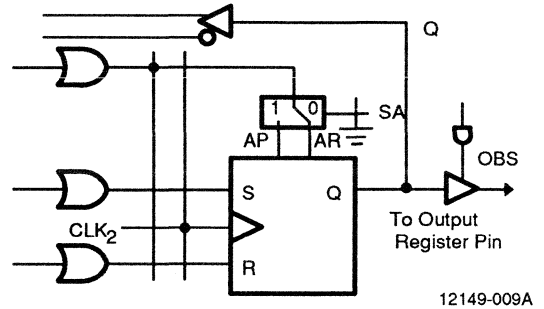 Q
1 0
SA
AP AR
OBS
S Q
CLK2
To Output
Register Pin
R
12149-009A